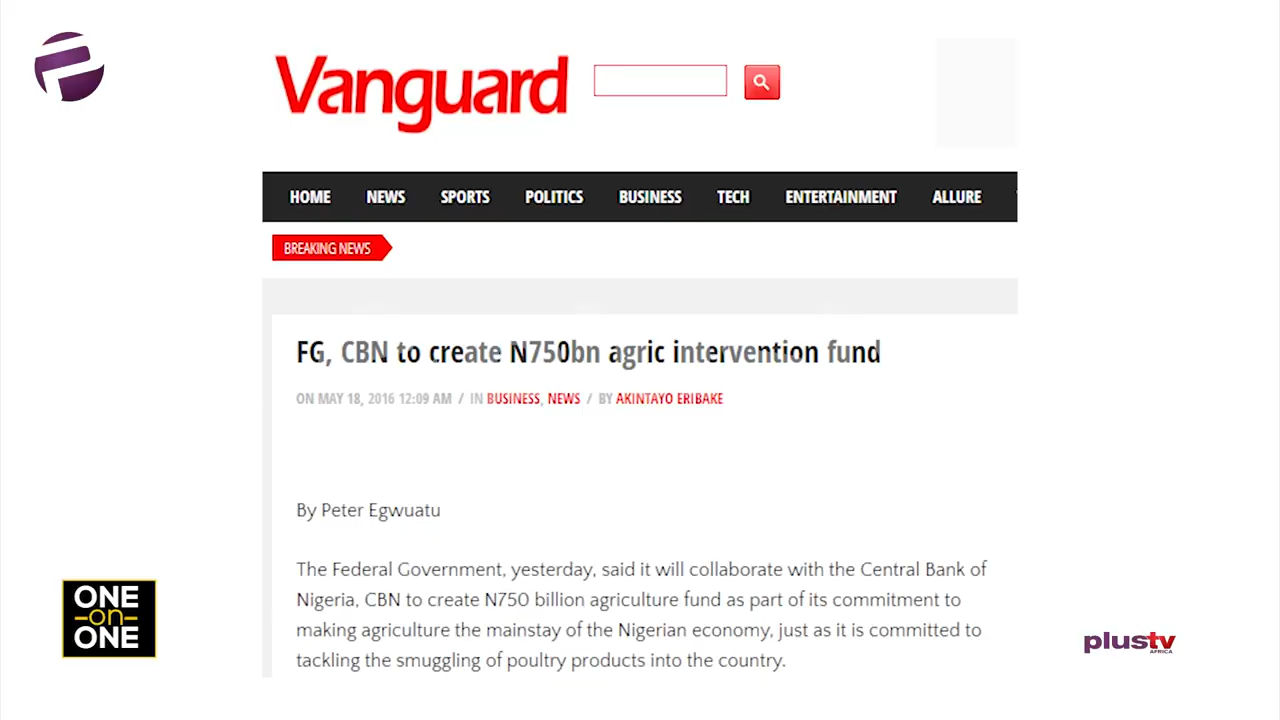 Vanguard
HOME NEWS SPORTS POLITICS BUSINESS TECH ENTERTAINMENT ALLURE
BREAKING NEWS
FG, CBN to create N750bn agric intervention fund
ON MAY 18, 2016 12:09 AM / IN BUSINESS, NEWS / BY AKINTAYO ERIBAKE
By Peter Egwuatu
The Federal Government, yesterday, said it will collaborate with the Central Bank of
Nigeria, CBN to create N750 billion agriculture fund as part of its commitment to
making agriculture the mainstay of the Nigerian economy, just as it is committed to
tackling the smuggling of poultry products into the country.
ONE
on
ONE
plustv
AFRICA